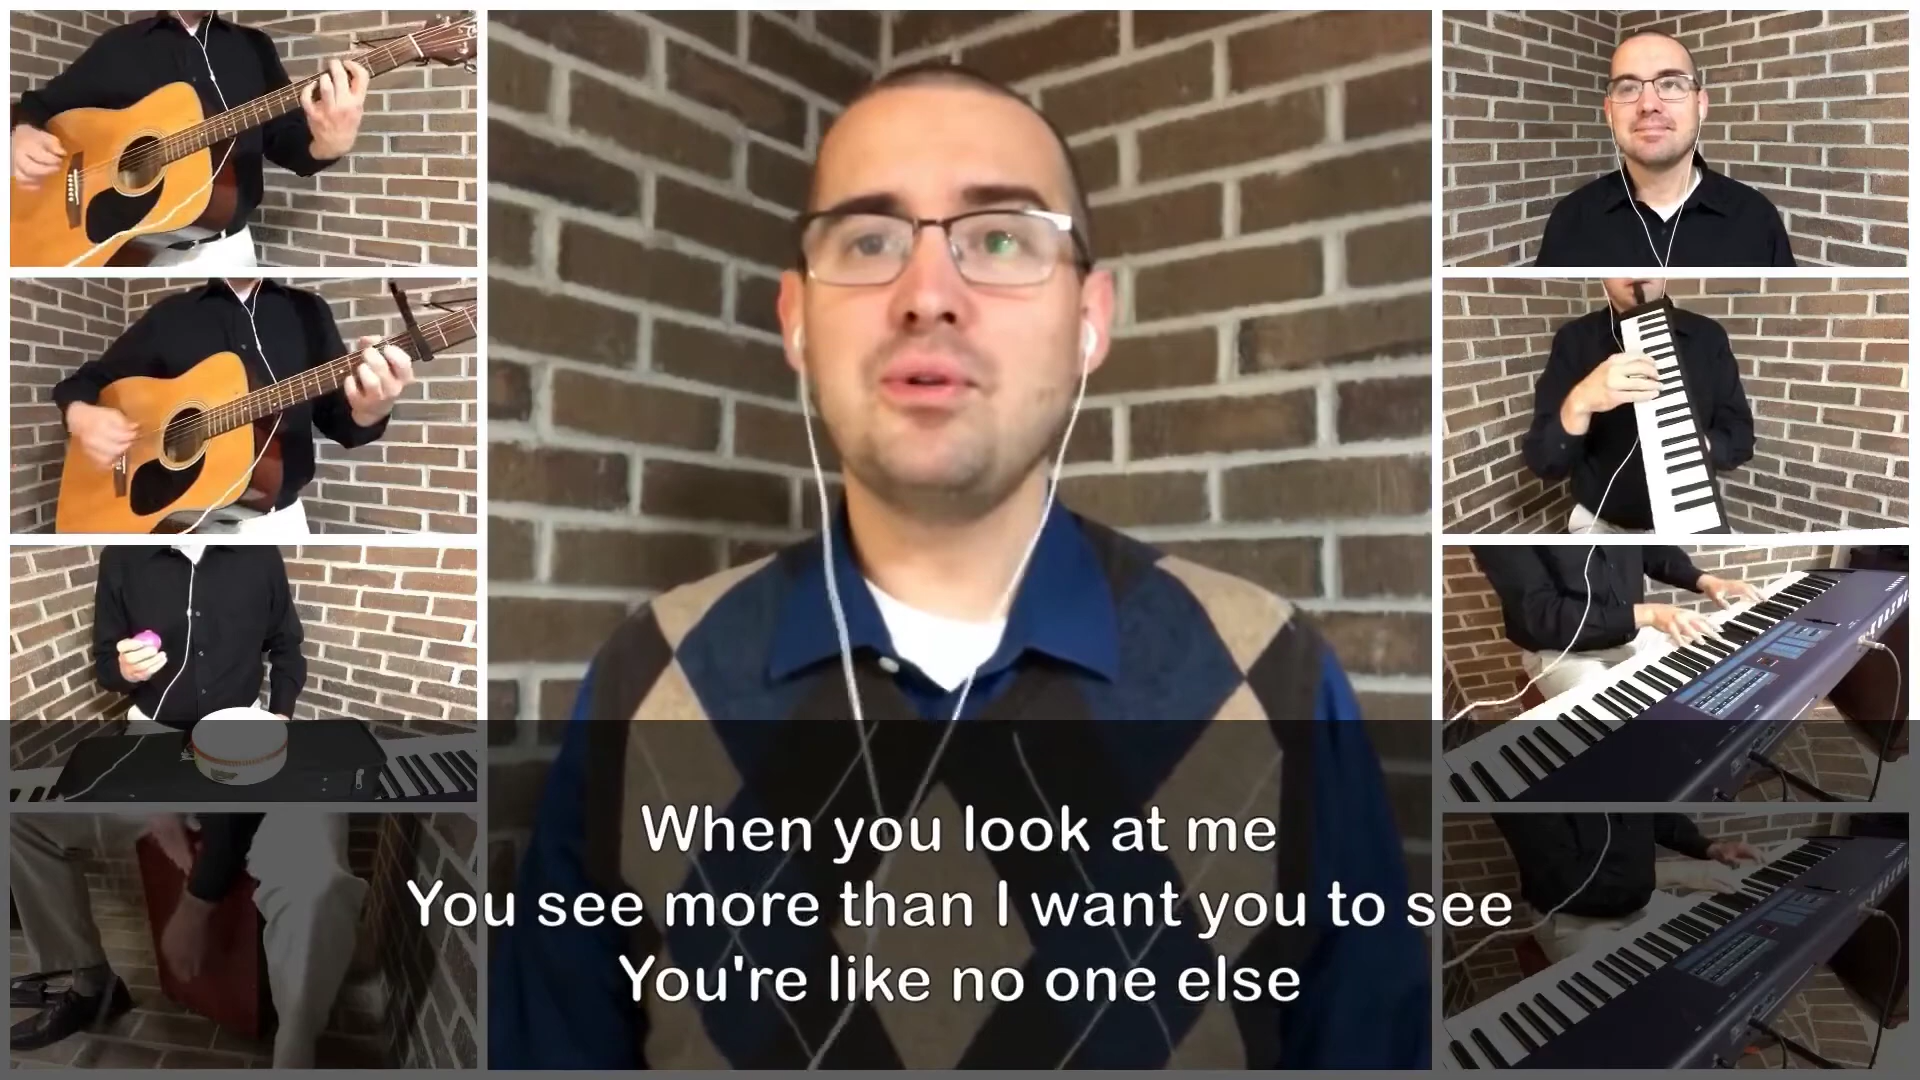 When you look at me
You see more than I want you to see
You're like no one else